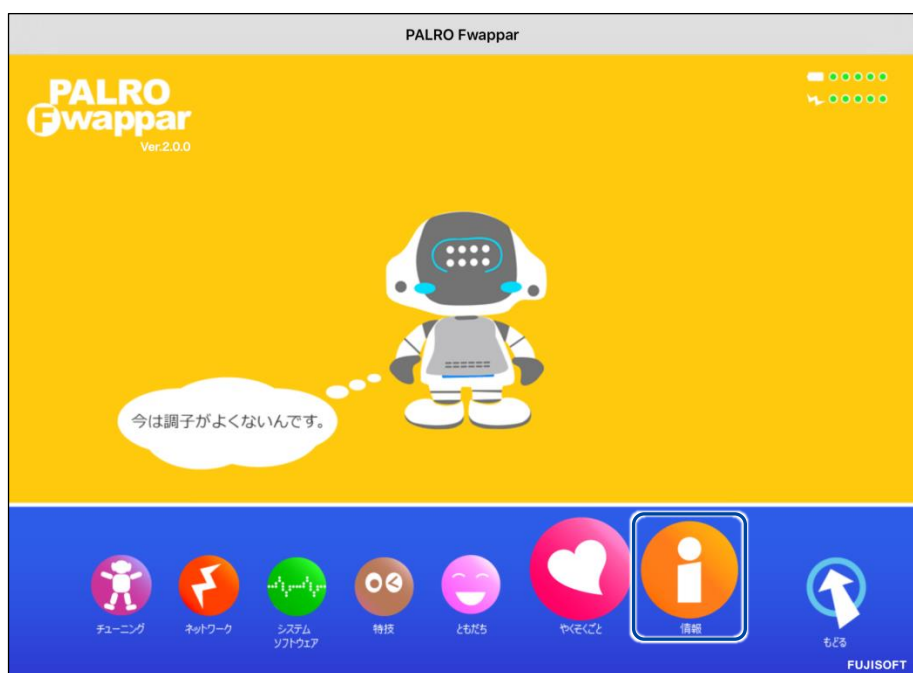 PALRO Fwappar
PALRO
Fwappar
Ver.2.0.0
今は調子がよくないんです。
チューニング
ネットワーク
システム
ソフトウェア
特技
ともだち
やくそくごと
情報
もどる
FUJISOFT